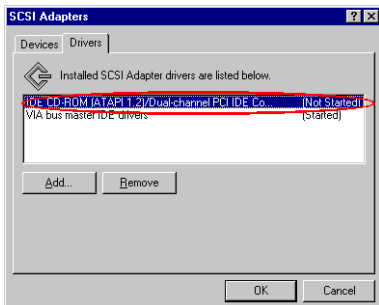 SCSI Adapters
Devices Drivers
Installed SCSI Adapter drivers are listed below.
IDE CD-ROM (ATAPI 1.2)/Dual-channel PCI IDE Co... (Not Started)
VIA bus master IDE drivers (Started)
Add... Remove
OK Cancel